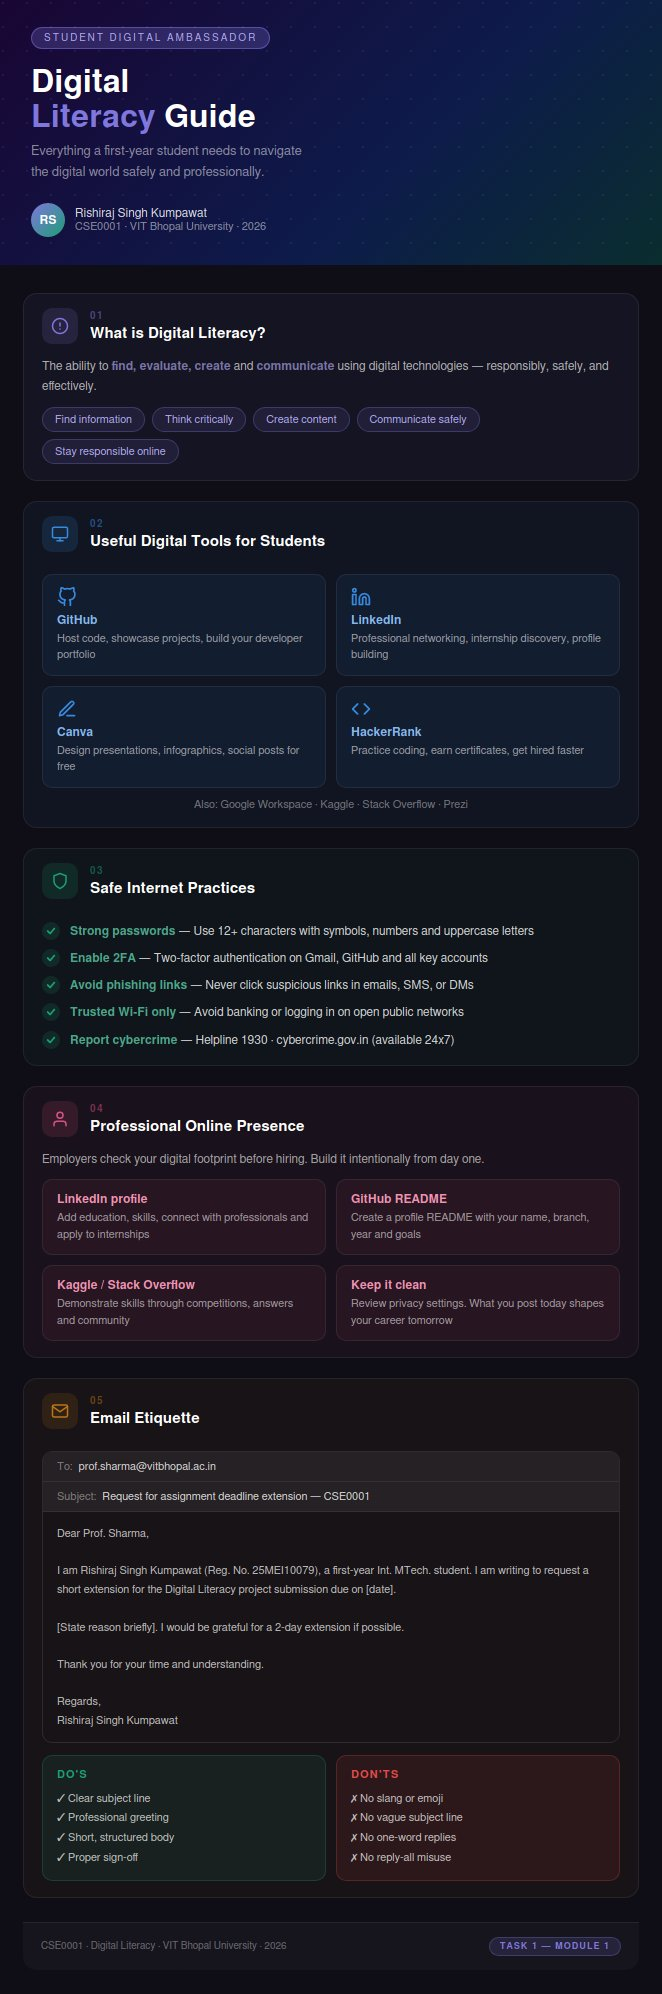 STUDENT DIGITAL AMBASSADOR
Digital
Literacy Guide
Everything a first-year student needs to navigate
the digital world safely and professionally.
RS
Rishiraj Singh Kumpawat
CSE0001 · VIT Bhopal University · 2026
01
What is Digital Literacy?
The ability to find, evaluate, create and communicate using digital technologies — responsibly, safely, and
effectively.
Find information
Think critically
Create content
Communicate safely
Stay responsible online
02
Useful Digital Tools for Students
GitHub
Host code, showcase projects, build your developer
portfolio
LinkedIn
Professional networking, internship discovery, profile
building
Canva
Design presentations, infographics, social posts for
free
HackerRank
Practice coding, earn certificates, get hired faster
Also: Google Workspace · Kaggle · Stack Overflow · Prezi
03
Safe Internet Practices
Strong passwords — Use 12+ characters with symbols, numbers and uppercase letters
Enable 2FA — Two-factor authentication on Gmail, GitHub and all key accounts
Avoid phishing links — Never click suspicious links in emails, SMS, or DMs
Trusted Wi-Fi only — Avoid banking or logging in on open public networks
Report cybercrime — Helpline 1930 · cybercrime.gov.in (available 24x7)
04
Professional Online Presence
Employers check your digital footprint before hiring. Build it intentionally from day one.
LinkedIn profile
Add education, skills, connect with professionals and
apply to internships
GitHub README
Create a profile README with your name, branch,
year and goals
Kaggle / Stack Overflow
Demonstrate skills through competitions, answers
and community
Keep it clean
Review privacy settings. What you post today shapes
your career tomorrow
05
Email Etiquette
To: prof.sharma@vitbhopal.ac.in
Subject: Request for assignment deadline extension — CSE0001
Dear Prof. Sharma,
I am Rishiraj Singh Kumpawat (Reg. No. 25MEI10079), a first-year Int. MTech. student. I am writing to request a
short extension for the Digital Literacy project submission due on [date].
[State reason briefly]. I would be grateful for a 2-day extension if possible.
Thank you for your time and understanding.
Regards,
Rishiraj Singh Kumpawat
DO'S
✓ Clear subject line
✓ Professional greeting
✓ Short, structured body
✓ Proper sign-off
DON'TS
✗ No slang or emoji
✗ No vague subject line
✗ No one-word replies
✗ No reply-all misuse
CSE0001 · Digital Literacy · VIT Bhopal University · 2026
TASK 1 — MODULE 1